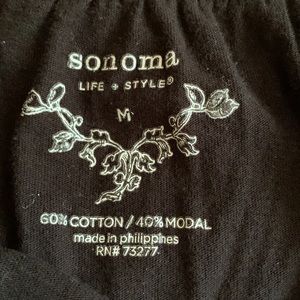 sonoma
LIFE + STYLE®
M
60% COTTON / 40% MODAL
made in philippines
RN# 73277